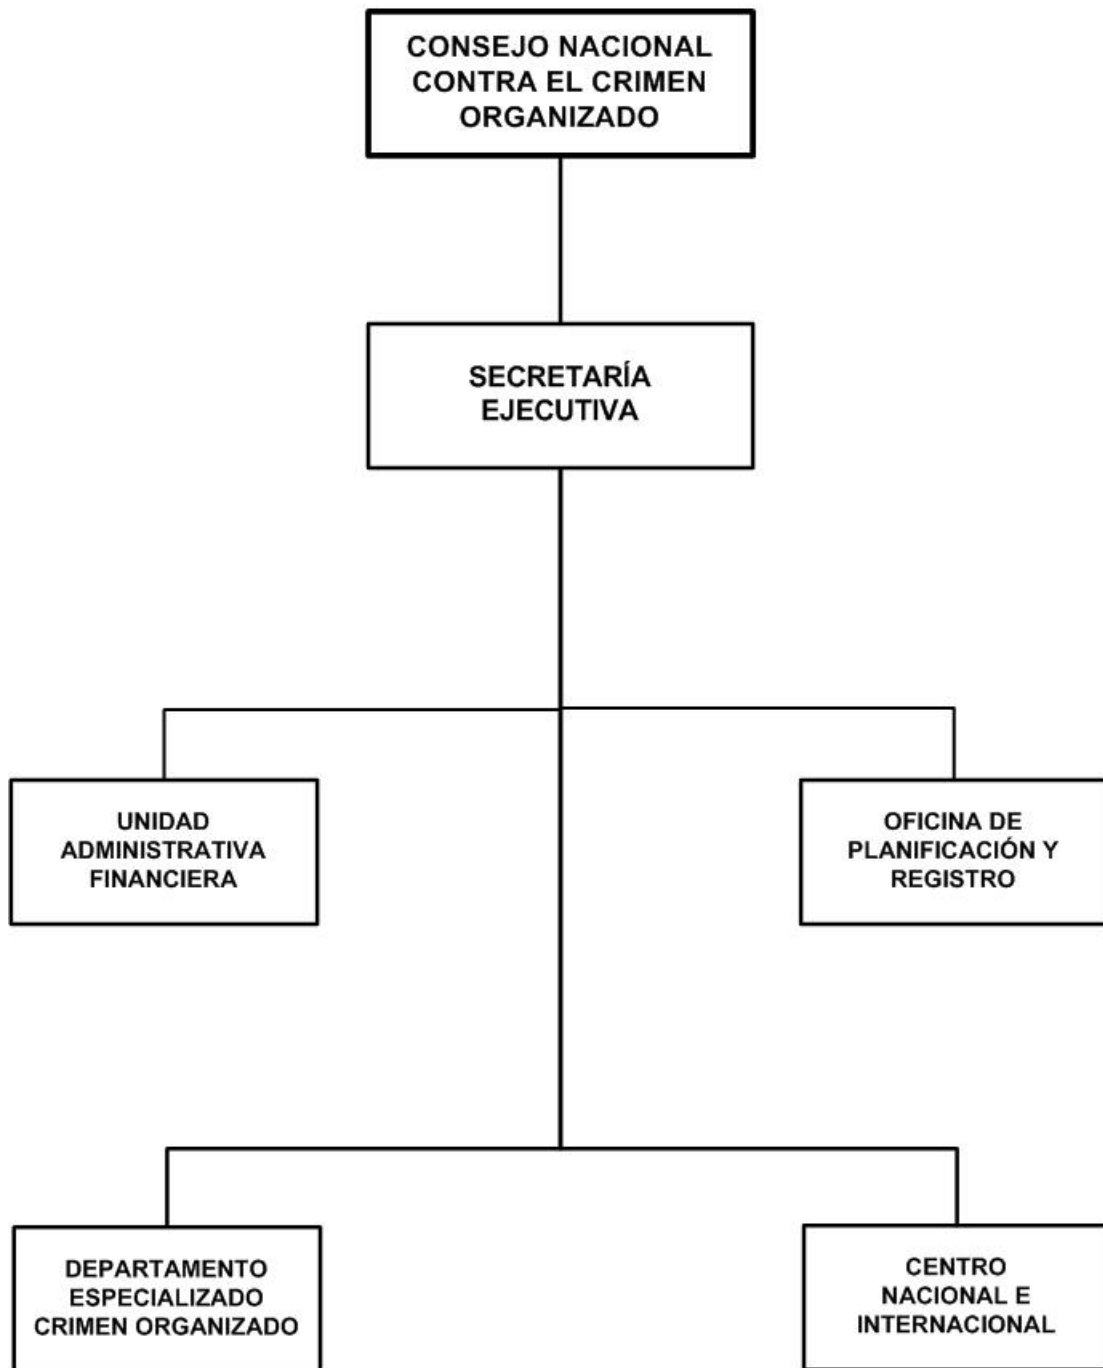 CONSEJO NACIONAL
CONTRA EL CRIMEN
ORGANIZADO
SECRETARÍA
EJECUTIVA
UNIDAD
ADMINISTRATIVA
FINANCIERA
OFICINA DE
PLANIFICACIÓN Y
REGISTRO
DEPARTAMENTO
ESPECIALIZADO
CRIMEN ORGANIZADO
CENTRO
NACIONAL E
INTERNACIONAL